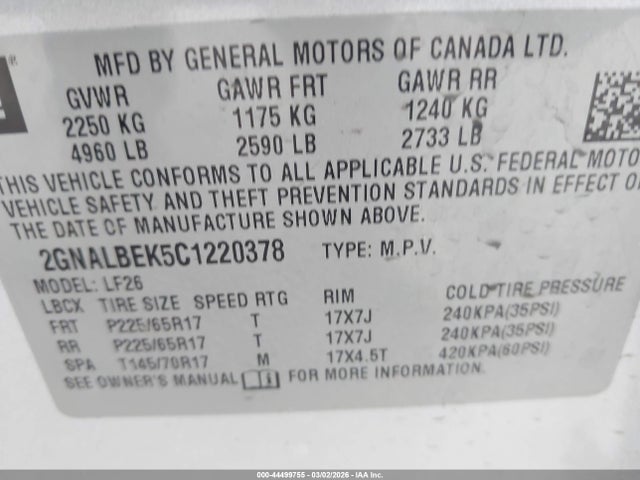 MFD BY GENERAL MOTORS OF CANADA LTD.
GVWR GAWR FRT GAWR RR
2250 KG 1175 KG 1240 KG
4960 LB 2590 LB 2733 LB
THIS VEHICLE CONFORMS TO ALL APPLICABLE U.S. FEDERAL MOTO
VEHICLE SAFETY AND THEFT PREVENTION STANDARDS IN EFFECT O
THE DATE OF MANUFACTURE SHOWN ABOVE.
2GNALBEK5C1220378 TYPE: M.P.V.
MODEL: LF26
LBCX TIRE SIZE SPEED RTG RIM COLD TIRE PRESSURE
FRT P225/65R17 T 17X7J 240KPA(35PSI)
RR P225/65R17 T 17X7J 240KPA(35PSI)
SPA T145/70R17 M 17X4.5T 420KPA(60PSI)
SEE OWNER'S MANUAL FOR MORE INFORMATION.
000-44499755 - 03/02/2026 - IAA, Inc.